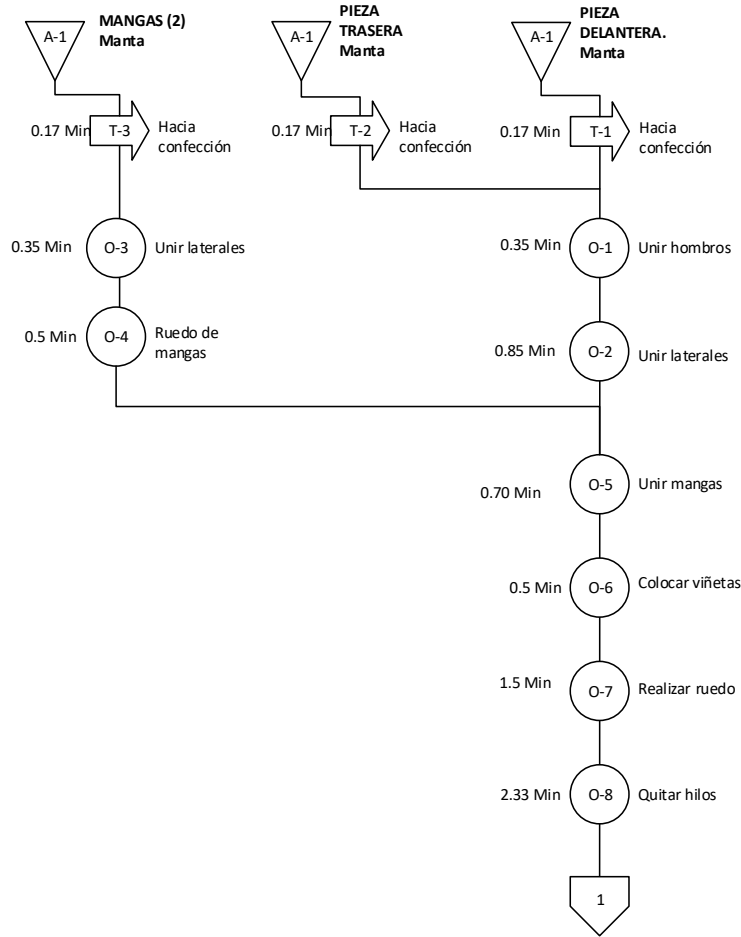 A-1
MANGAS (2)
Manta
A-1
PIEZA
TRASERA
Manta
A-1
PIEZA
DELANTERA.
Manta
0.17 Min
T-3
Hacia
confección
0.17 Min
T-2
Hacia
confección
0.17 Min
T-1
Hacia
confección
0.35 Min
O-3
Unir laterales
0.35 Min
O-1
Unir hombros
0.5 Min
O-4
Ruedo de
mangas
0.85 Min
O-2
Unir laterales
0.70 Min
O-5
Unir mangas
0.5 Min
O-6
Colocar viñetas
1.5 Min
O-7
Realizar ruedo
2.33 Min
O-8
Quitar hilos
1